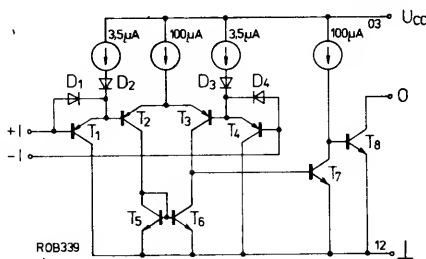 3,5µA 100µA 3,5µA 100µA 03 UCC
D1 D2 D3 D4 O
+I T1 T2 T3 T4 T8
-I T7
T5 T6
ROB339 12 ⊥